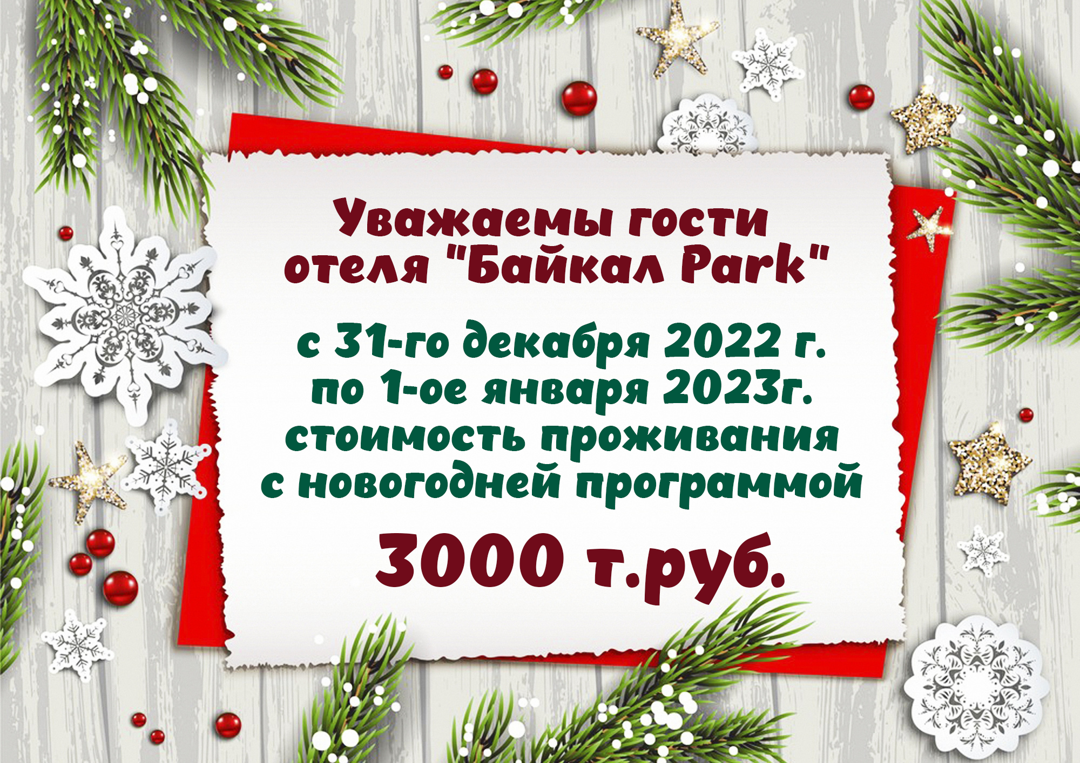 Уважаемы гости
отеля "Байкал Park"
с 31-го декабря 2022 г.
по 1-ое января 2023г.
стоимость проживания
с новогодней программой
3000 т.руб.